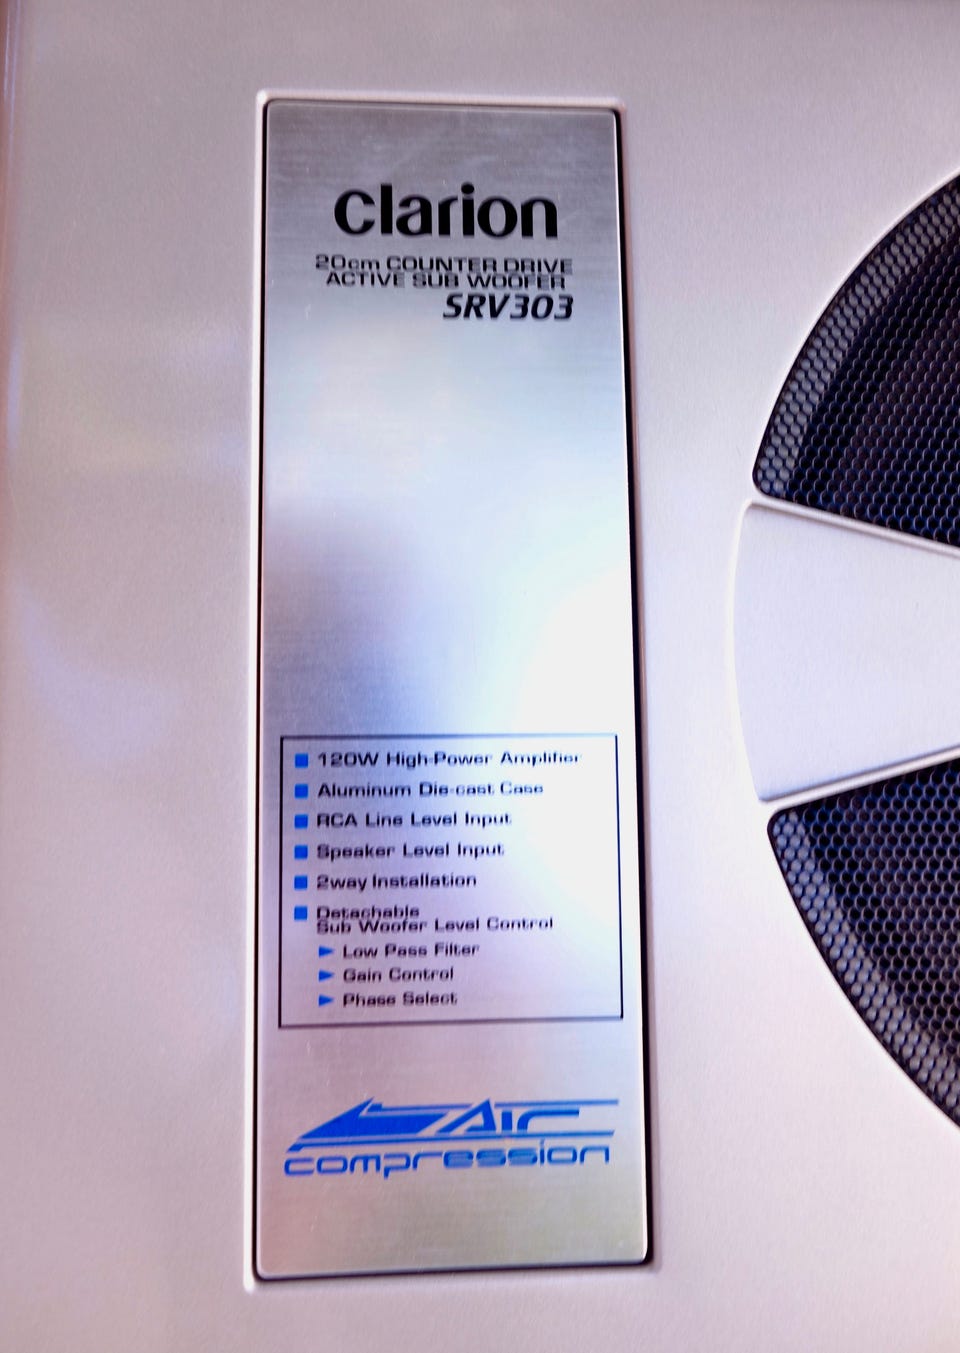 clarion
20cm COUNTER DRIVE
ACTIVE SUB WOOFER
SRV303
120W High-Power Amplifier
Aluminum Die-cast Case
RCA Line Level Input
Speaker Level Input
2way Installation
Detachable
Sub Woofer Level Control
Low Pass Filter
Gain Control
Phase Select
Air
compression